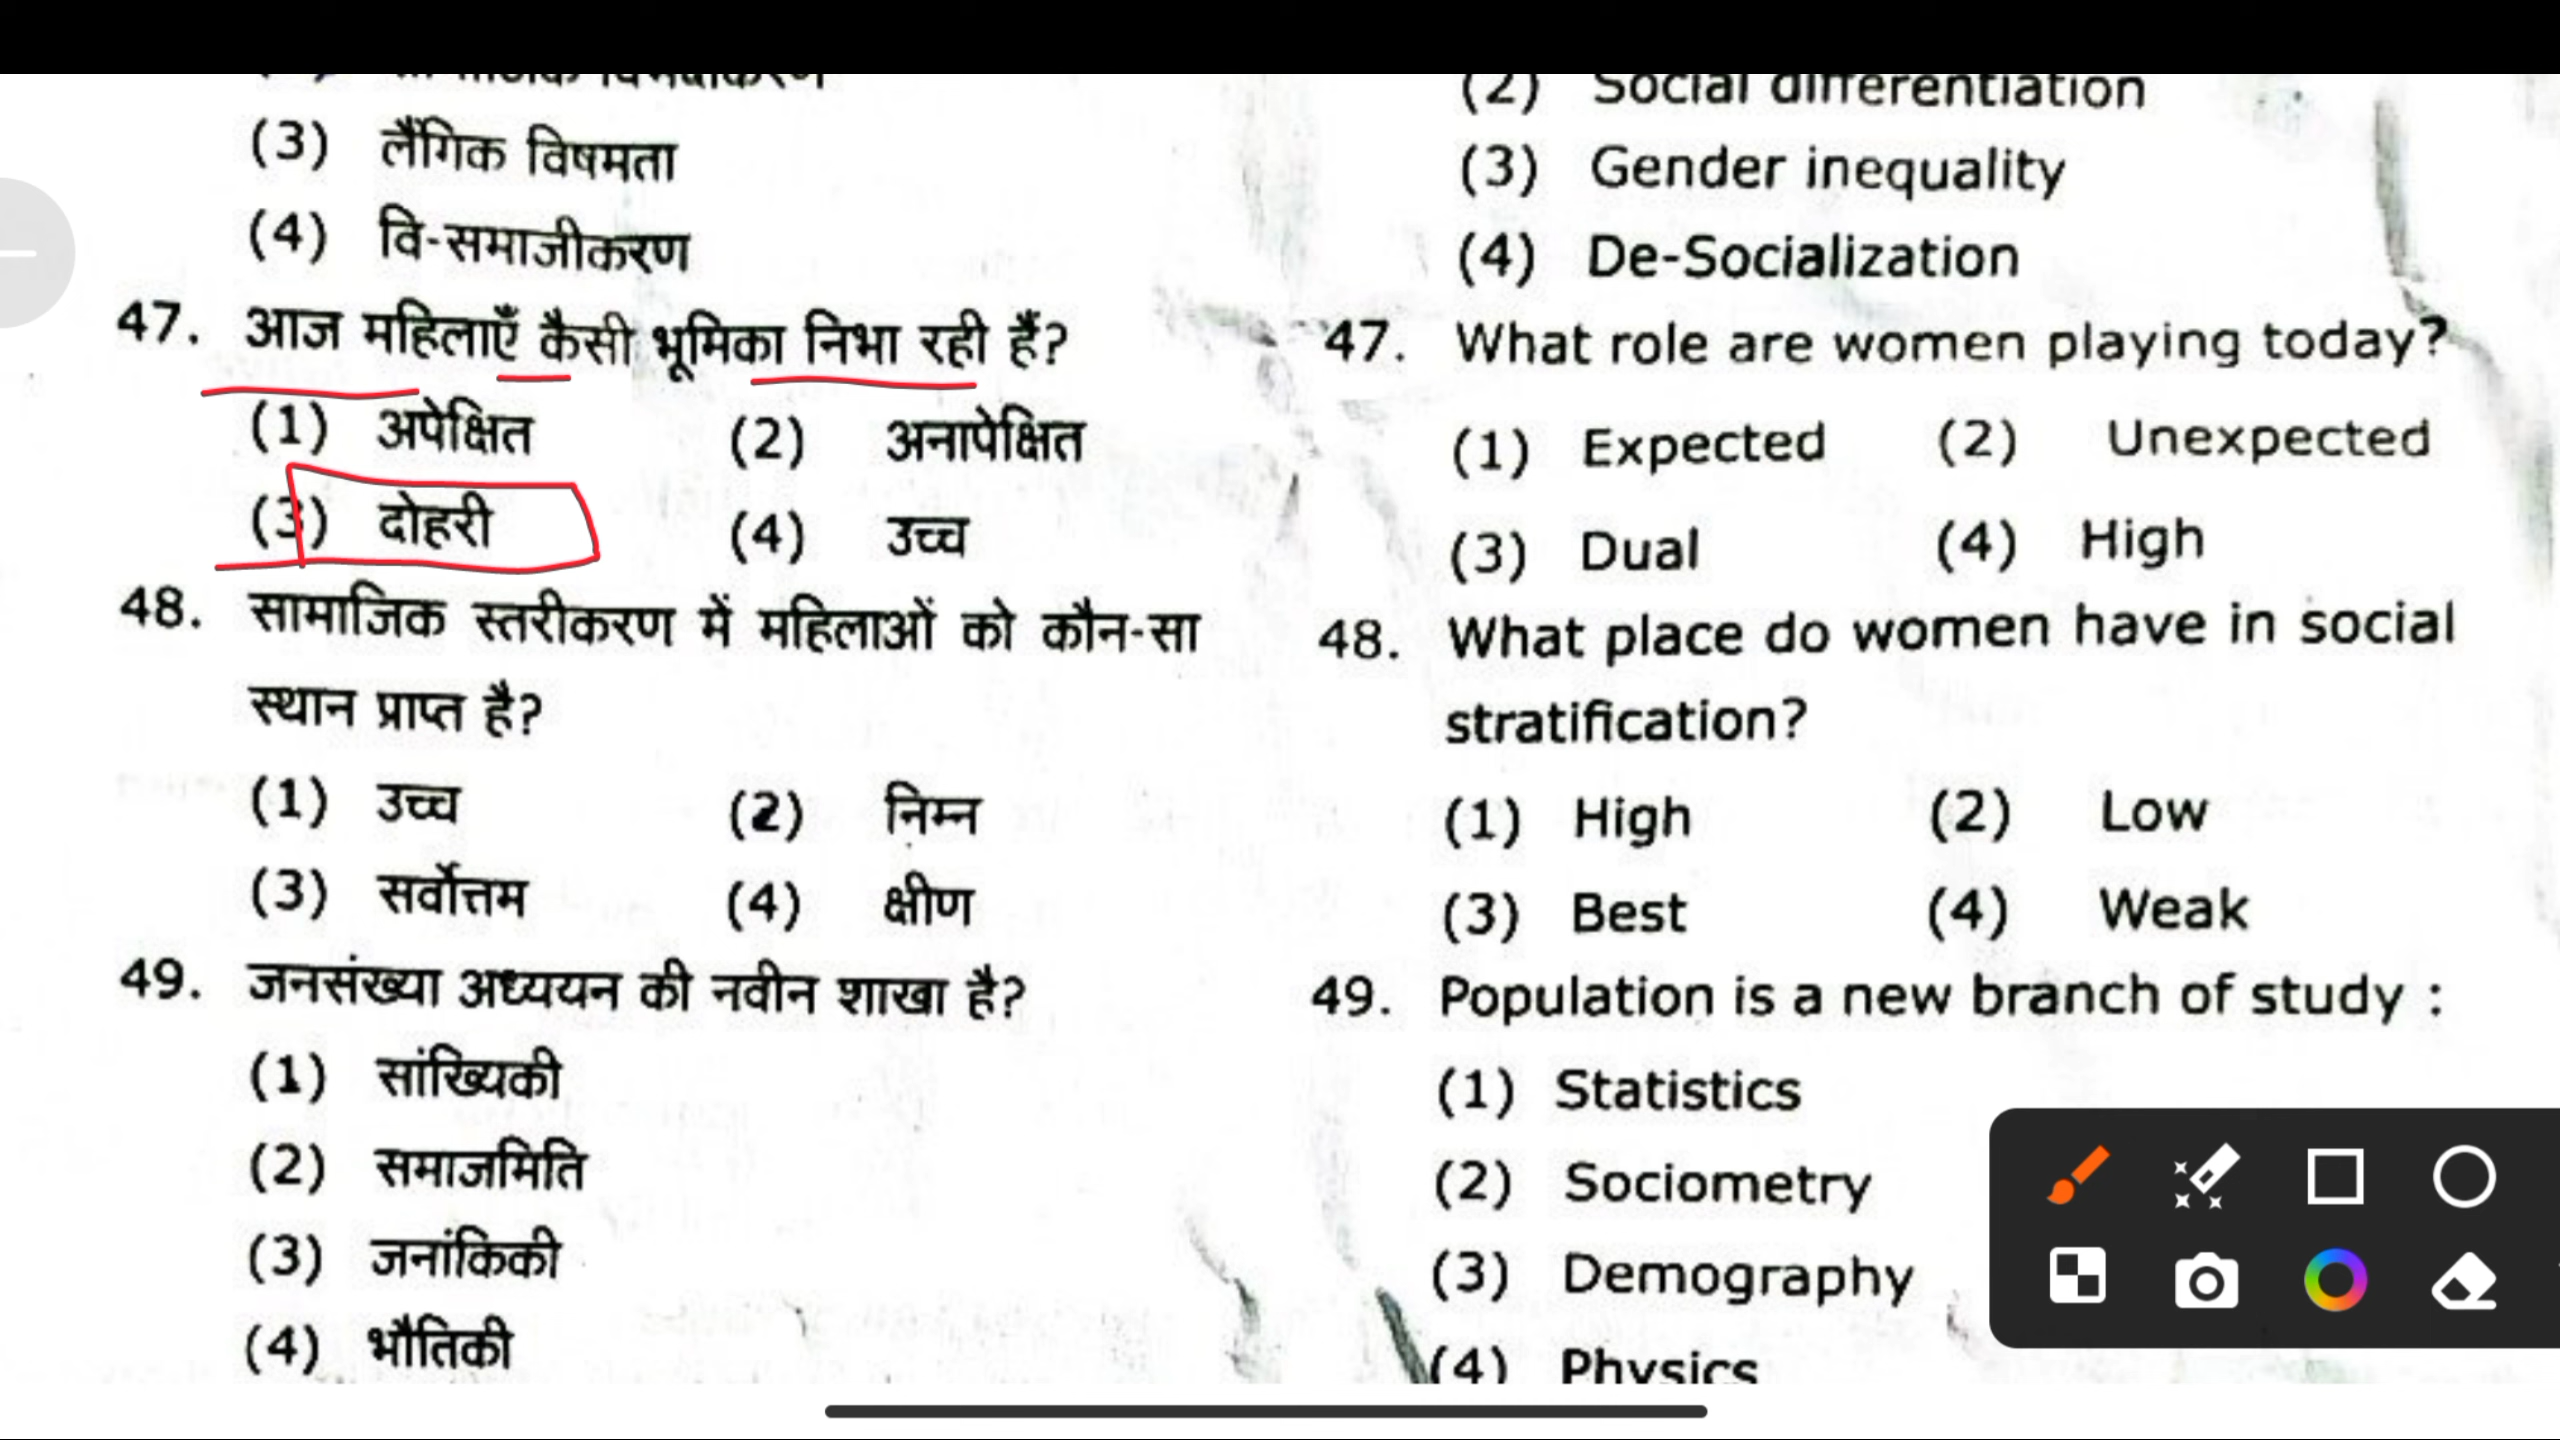 (3) लैंगिक विषमता
(4) वि-समाजीकरण
47. आज महिलाएँ कैसी भूमिका निभा रही हैं?
(1) अपेक्षित (2) अनापेक्षित
(3) दोहरी (4) उच्च
48. सामाजिक स्तरीकरण में महिलाओं को कौन-सा
स्थान प्राप्त है?
(1) उच्च (2) निम्न
(3) सर्वोत्तम (4) क्षीण
49. जनसंख्या अध्ययन की नवीन शाखा है?
(1) सांख्यिकी
(2) समाजमिति
(3) जनांकिकी
(4) भौतिकी
(2) Social differentiation
(3) Gender inequality
(4) De-Socialization
47. What role are women playing today?
(1) Expected (2) Unexpected
(3) Dual (4) High
48. What place do women have in social
stratification?
(1) High (2) Low
(3) Best (4) Weak
49. Population is a new branch of study :
(1) Statistics
(2) Sociometry
(3) Demography
(4) Physics